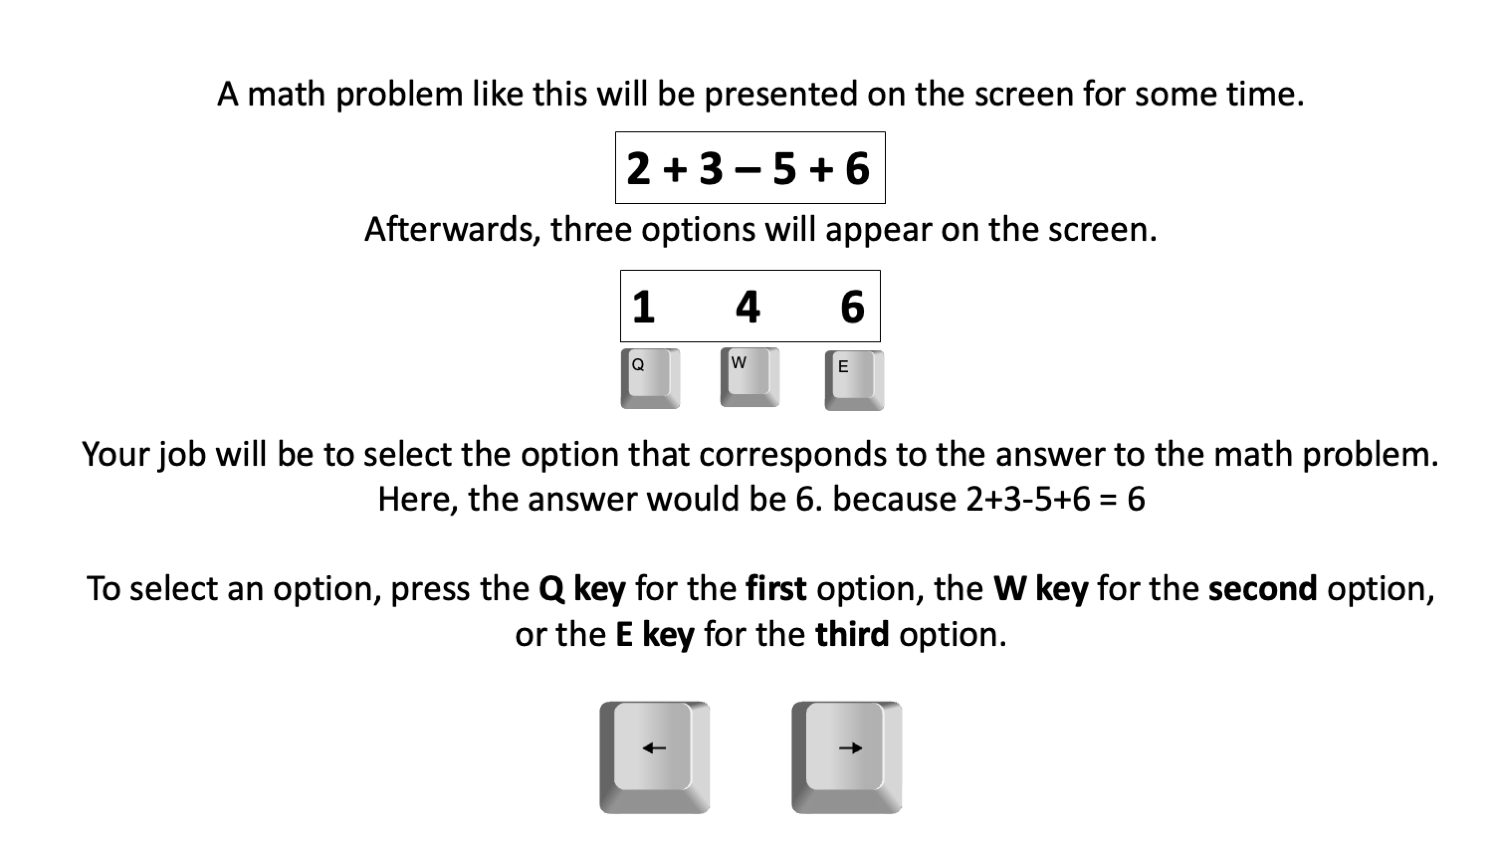 A math problem like this will be presented on the screen for some time.
2 + 3 – 5 + 6
Afterwards, three options will appear on the screen.
1 4 6
Q W E
Your job will be to select the option that corresponds to the answer to the math problem.
Here, the answer would be 6. because 2+3-5+6 = 6
To select an option, press the Q key for the first option, the W key for the second option,
or the E key for the third option.
← →